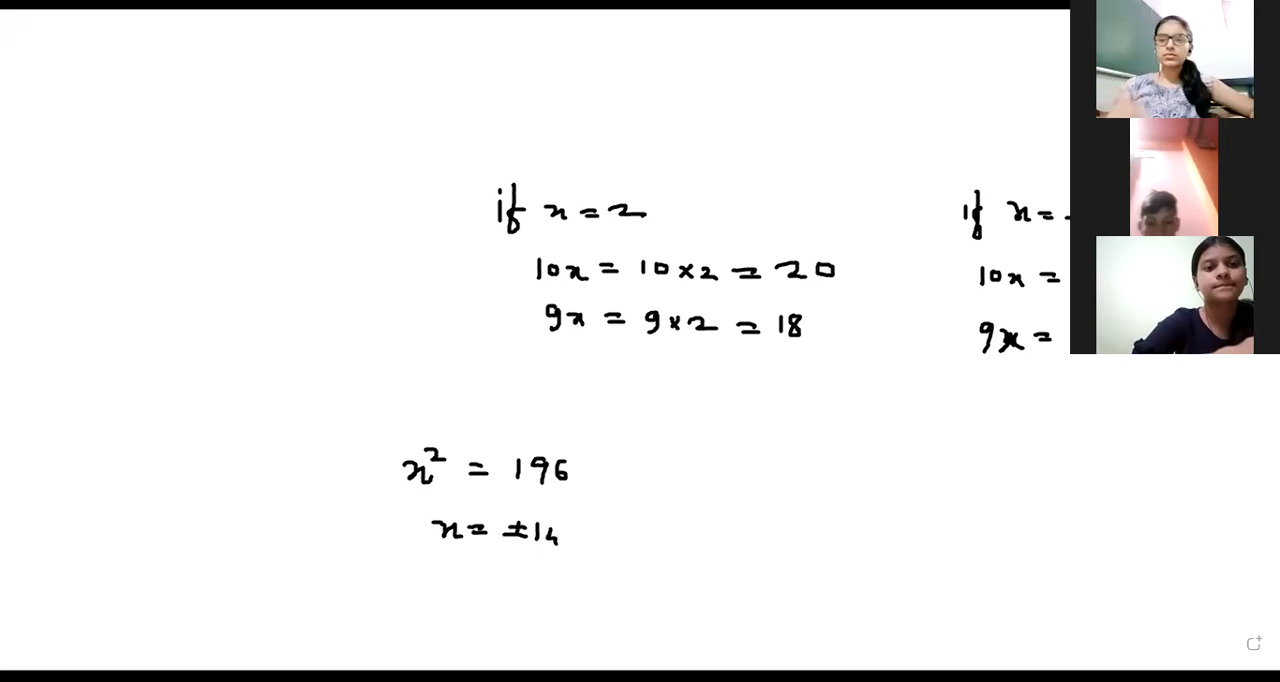 if x = 2
10x = 10 × 2 = 20
9x = 9 × 2 = 18
if x = -
10x =
9x =
x² = 196
x = ±14